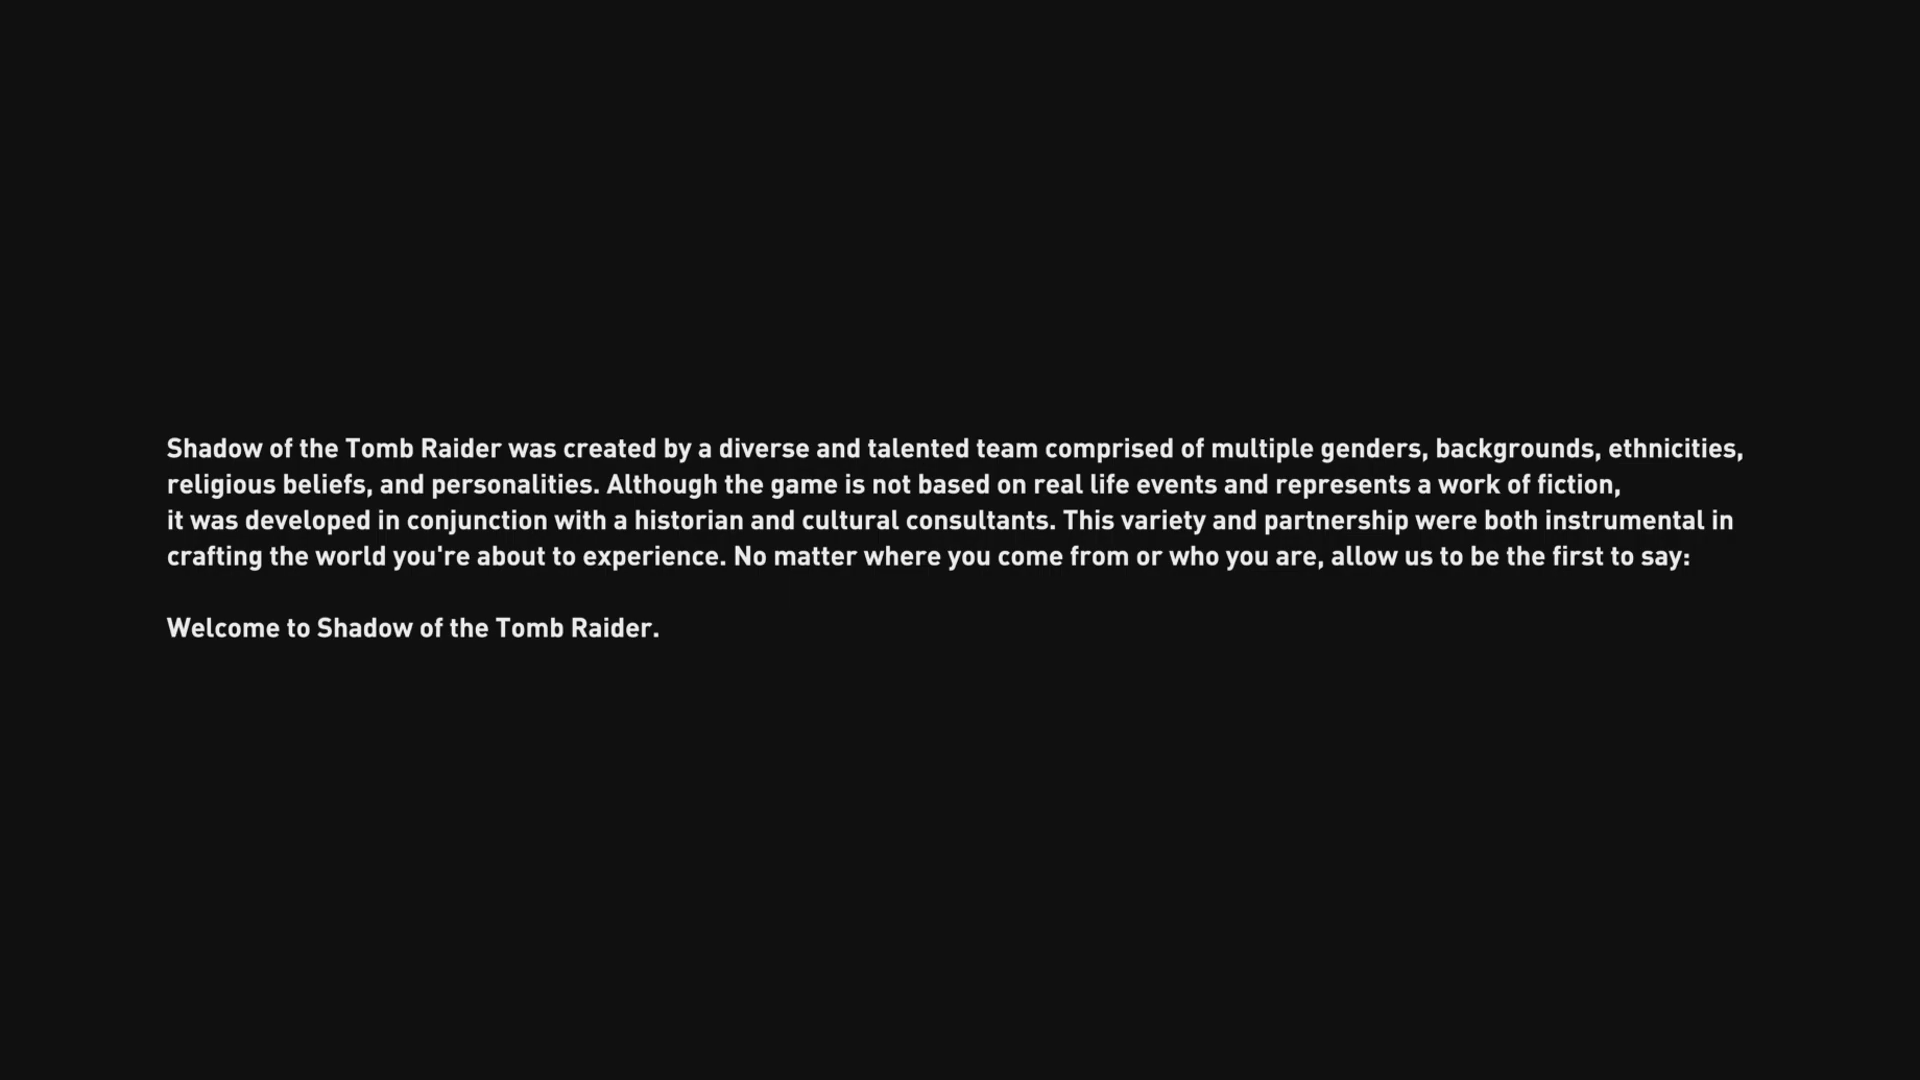 Shadow of the Tomb Raider was created by a diverse and talented team comprised of multiple genders, backgrounds, ethnicities,
religious beliefs, and personalities. Although the game is not based on real life events and represents a work of fiction,
it was developed in conjunction with a historian and cultural consultants. This variety and partnership were both instrumental in
crafting the world you're about to experience. No matter where you come from or who you are, allow us to be the first to say:
Welcome to Shadow of the Tomb Raider.